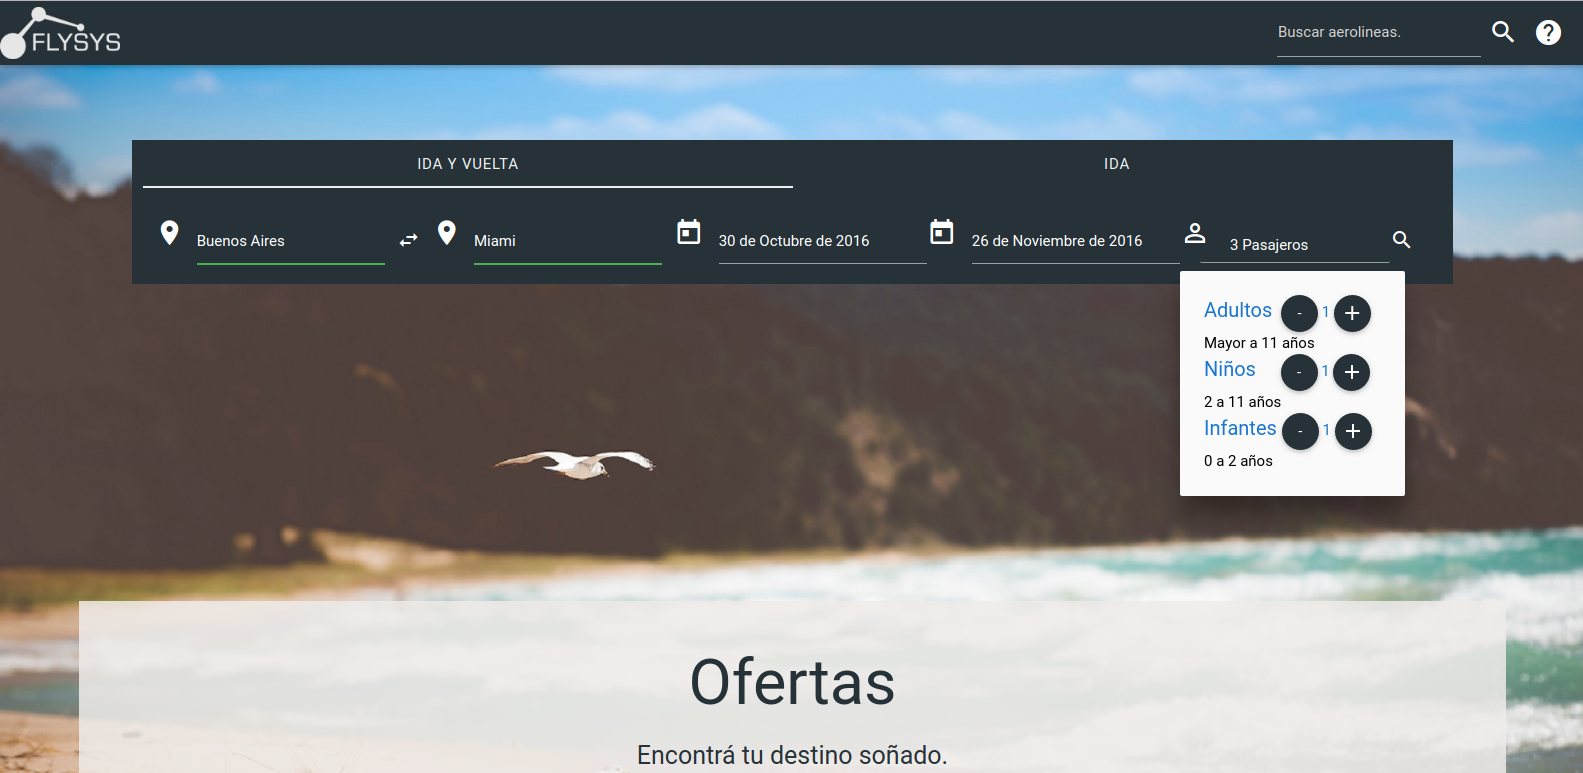 FLYSYS
Buscar aerolineas.
IDA Y VUELTA
IDA
Buenos Aires
Miami
30 de Octubre de 2016
26 de Noviembre de 2016
3 Pasajeros
Adultos - 1 +
Mayor a 11 años
Niños - 1 +
2 a 11 años
Infantes - 1 +
0 a 2 años
Ofertas
Encontrá tu destino soñado.